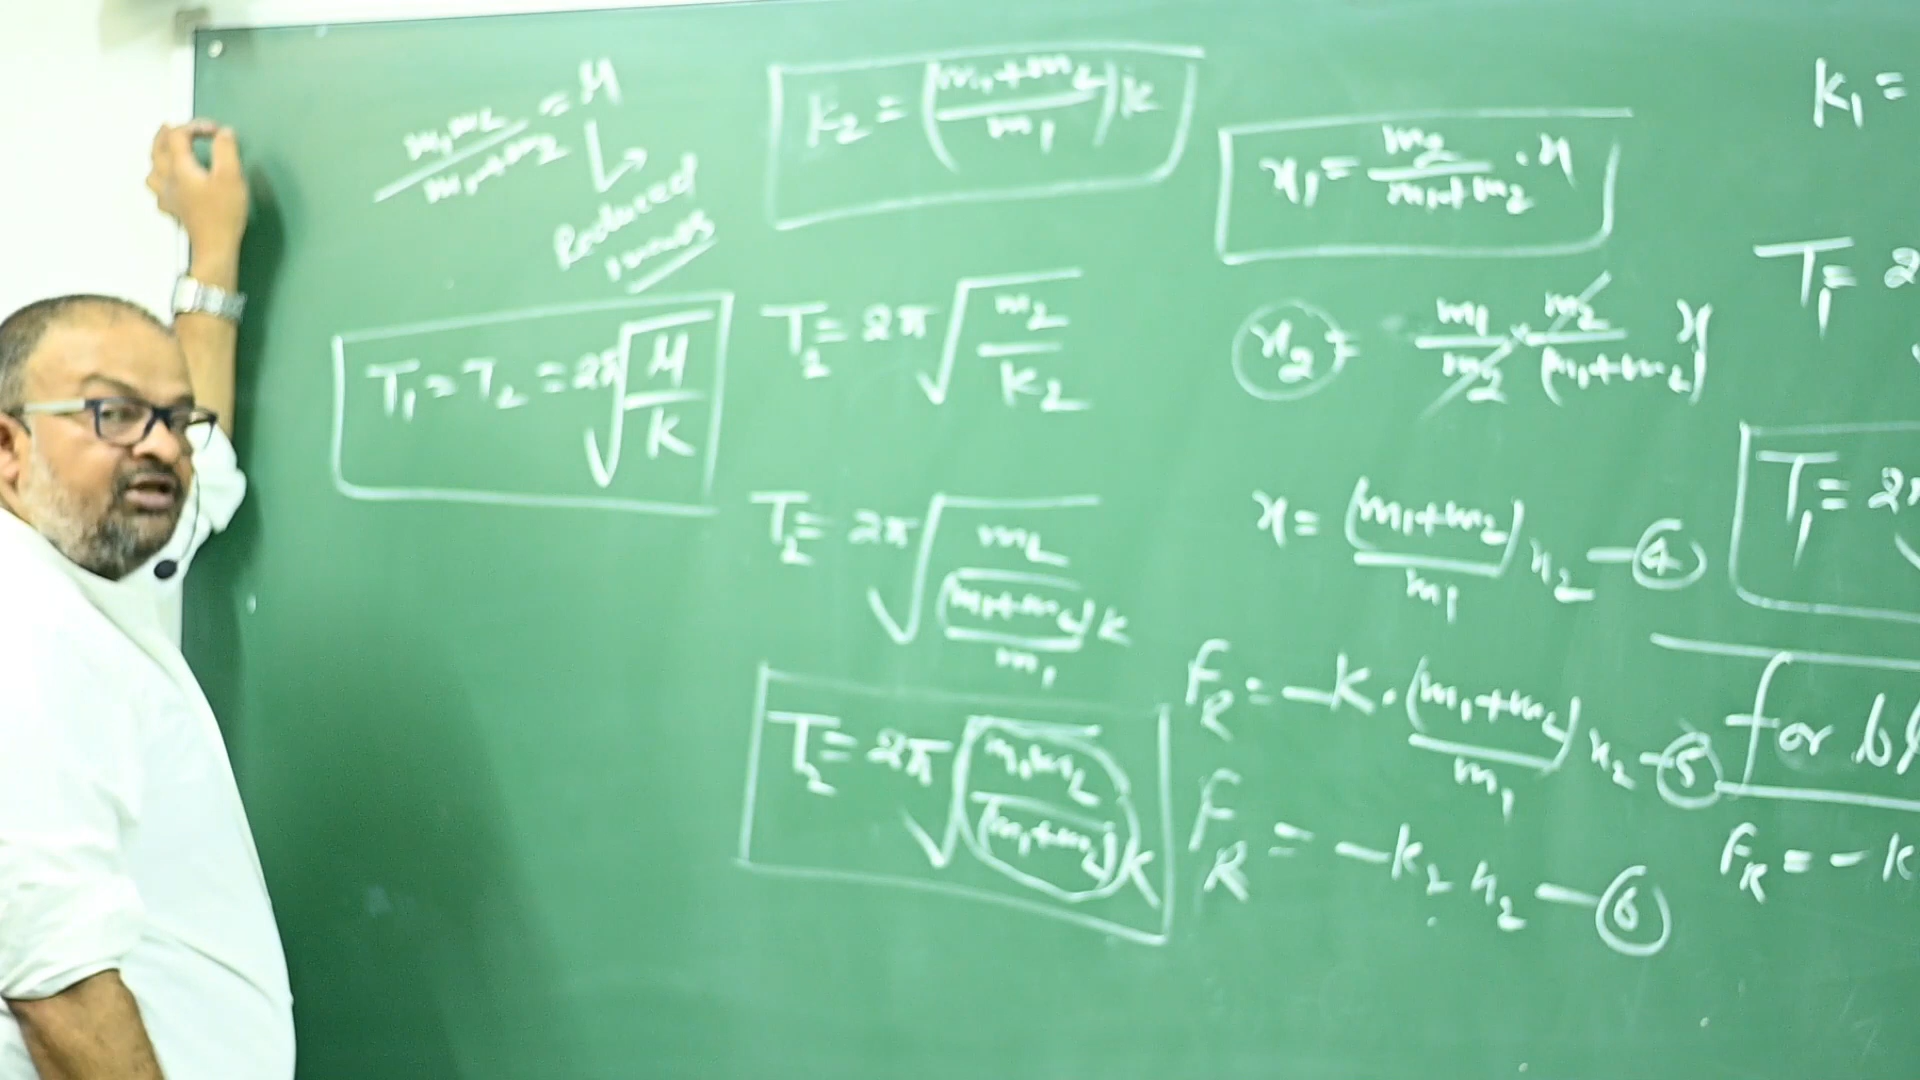 m₁m₂/m₁+m₂ = μ
Reduced
mass
T₁ = T₂ = 2π√(μ/K)
K₂ = (m₁+m₂/m₁)k
T₂ = 2π√(m₂/K₂)
T₂ = 2π√(m₂/((m₁+m₂)/m₁)k)
T₂ = 2π√(m₁m₂/(m₁+m₂)k)
x₁ = m₂/m₁+m₂ · x
x₂ = m₁/m₂ × m₂/(m₁+m₂) x
x = (m₁+m₂)/m₁ x₂ — ④
F_R = -K·(m₁+m₂)/m₁ x₂ — ⑤
F_R = -k₂ x₂ — ⑥
K₁ =
T₁ = 2
T₁ = 2π
for bl
F_R = - K